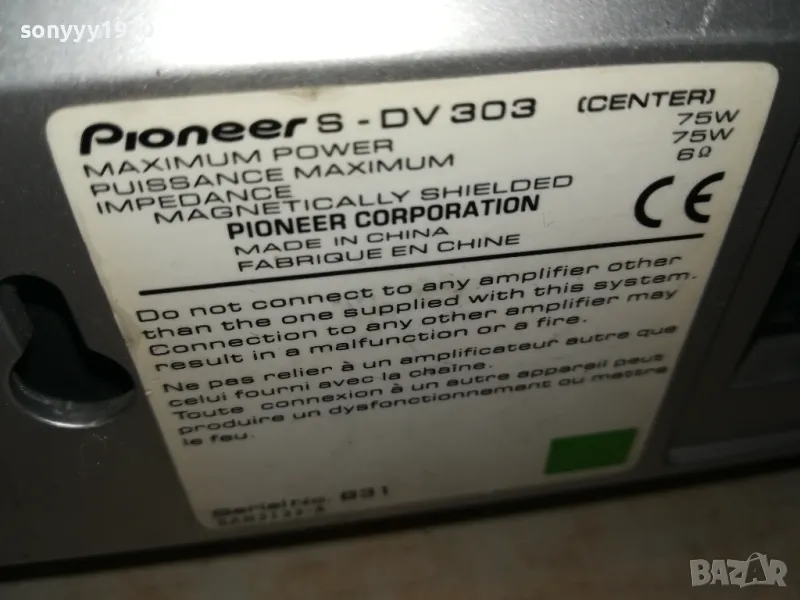 sonyyy19
Pioneer S - DV 303 (CENTER)
MAXIMUM POWER 75W
PUISSANCE MAXIMUM 75W
IMPEDANCE 6Ω
MAGNETICALLY SHIELDED
PIONEER CORPORATION
MADE IN CHINA
FABRIQUE EN CHINE
CE
Do not connect to any amplifier other
than the one supplied with this system.
Connection to any other amplifier may
result in a malfunction or a fire.
Ne pas relier à un amplificateur autre que
celui fourni avec la chaîne.
Toute connexion à un autre appareil peut
produire un dysfonctionnement ou mettre
le feu.
Serial No. 831
BAZAR